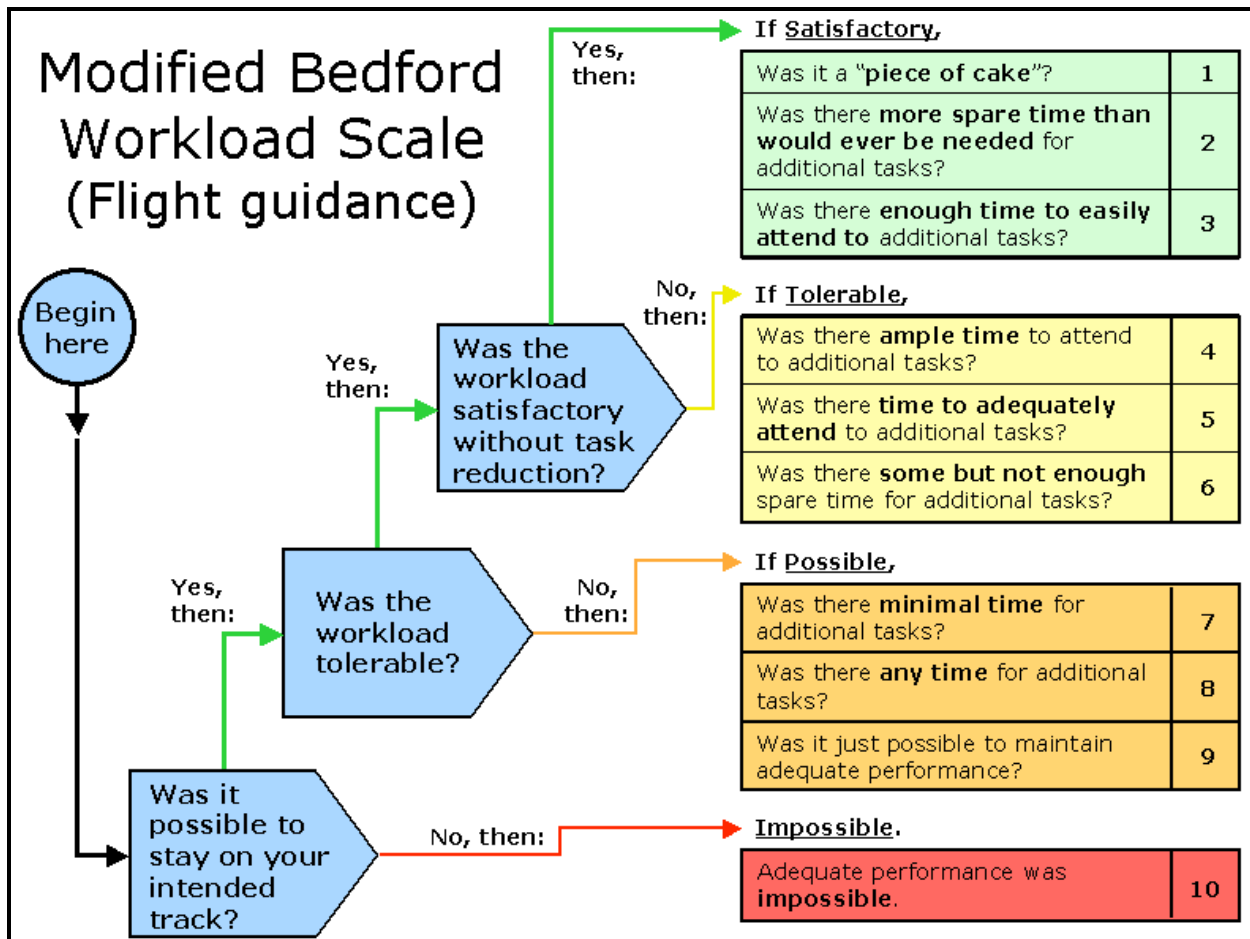 Modified Bedford
Workload Scale
(Flight guidance)
Begin
here
Was it
possible to
stay on your
intended
track?
Yes,
then:
No, then:
Was the
workload
tolerable?
Yes,
then:
No,
then:
Was the
workload
satisfactory
without task
reduction?
Yes,
then:
No,
then:
If Satisfactory,
Was it a “piece of cake”? 1
Was there more spare time than
would ever be needed for
additional tasks?
2
Was there enough time to easily
attend to additional tasks?
3
If Tolerable,
Was there ample time to attend
to additional tasks?
4
Was there time to adequately
attend to additional tasks?
5
Was there some but not enough
spare time for additional tasks?
6
If Possible,
Was there minimal time for
additional tasks?
7
Was there any time for additional
tasks?
8
Was it just possible to maintain
adequate performance?
9
Impossible.
Adequate performance was
impossible.
10